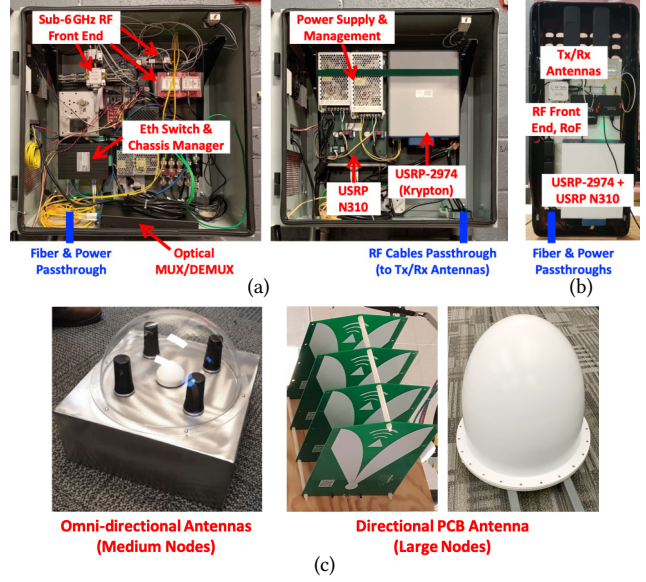 Sub-6 GHz RF
Front End
Eth Switch &
Chassis Manager
Fiber & Power
Passthrough
Optical
MUX/DEMUX
Power Supply &
Management
USRP
N310
USRP-2974
(Krypton)
RF Cables Passthrough
(to Tx/Rx Antennas)
(a)
Tx/Rx
Antennas
RF Front
End, RoF
USRP-2974 +
USRP N310
Fiber & Power
Passthroughs
(b)
Omni-directional Antennas
(Medium Nodes)
Directional PCB Antenna
(Large Nodes)
(c)